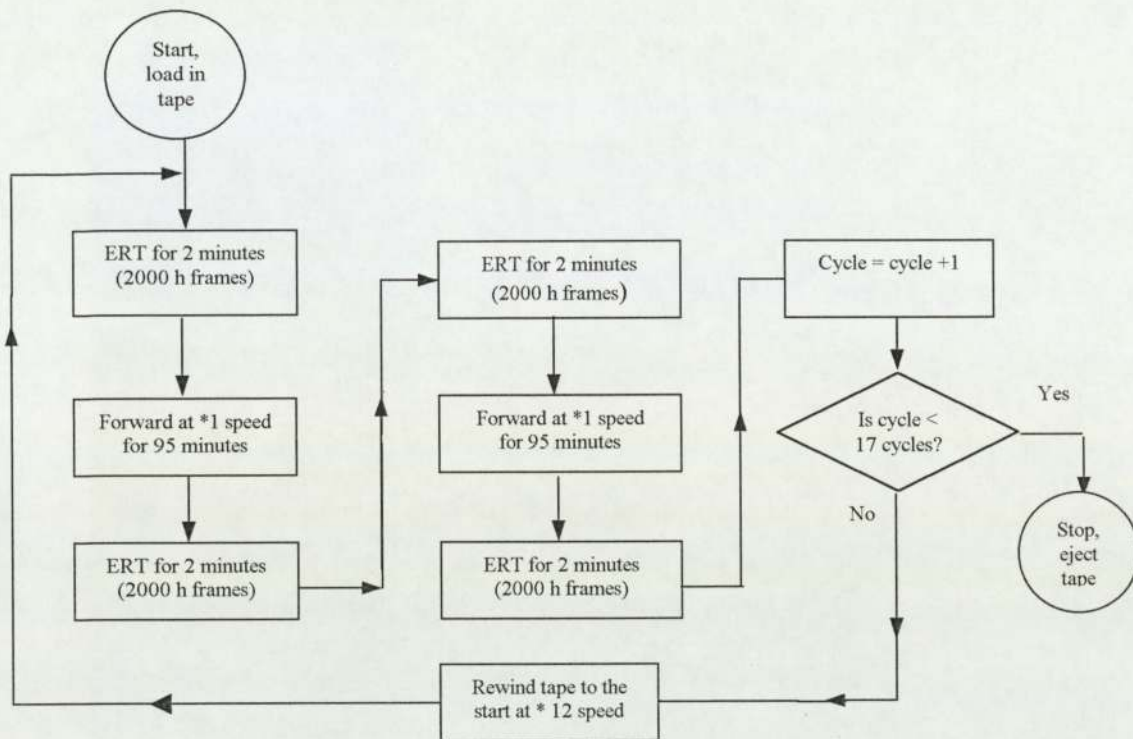 Start,
load in
tape
ERT for 2 minutes
(2000 h frames)
Forward at *1 speed
for 95 minutes
ERT for 2 minutes
(2000 h frames)
ERT for 2 minutes
(2000 h frames)
Forward at *1 speed
for 95 minutes
ERT for 2 minutes
(2000 h frames)
Cycle = cycle +1
Is cycle <
17 cycles?
Yes
No
Stop,
eject
tape
Rewind tape to the
start at * 12 speed